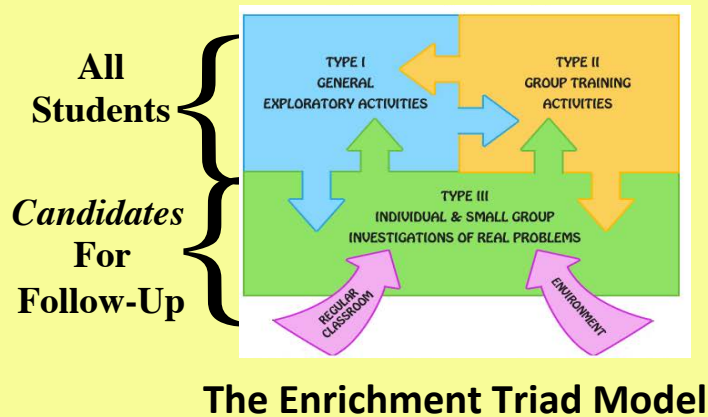 All
Students
Candidates
For
Follow-Up
TYPE I
GENERAL
EXPLORATORY ACTIVITIES
TYPE II
GROUP TRAINING
ACTIVITIES
TYPE III
INDIVIDUAL & SMALL GROUP
INVESTIGATIONS OF REAL PROBLEMS
REGULAR
CLASSROOM
ENVIRONMENT
The Enrichment Triad Model